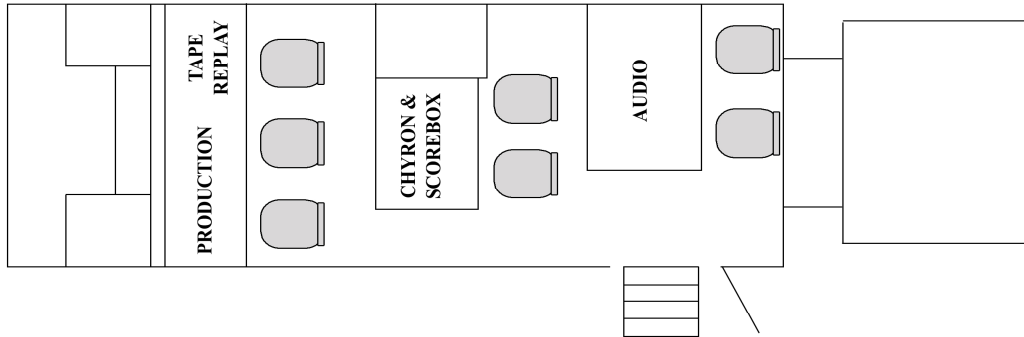 TAPE
REPLAY
PRODUCTION
CHYRON &
SCOREBOX
AUDIO